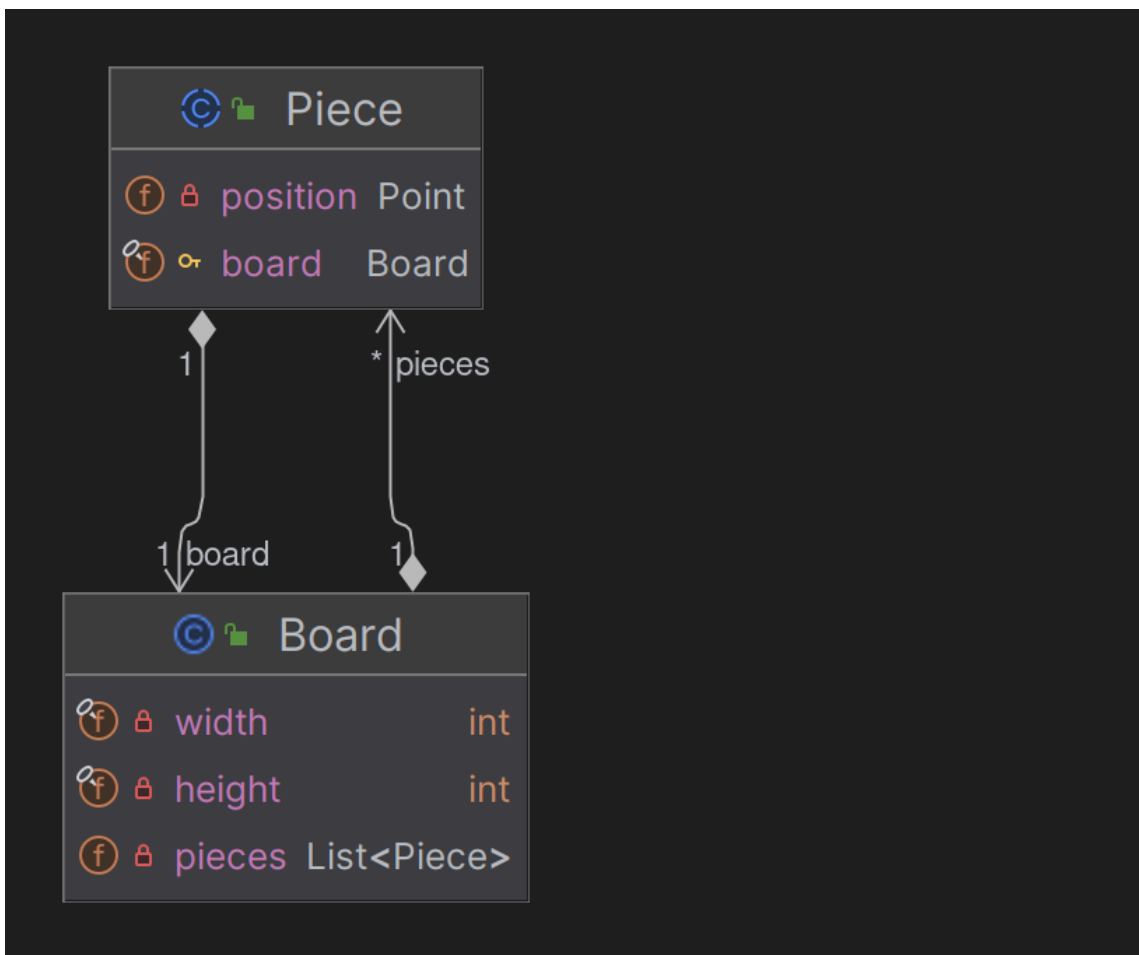 Piece
position Point
board Board
1
* pieces
1 board
1
Board
width int
height int
pieces List<Piece>